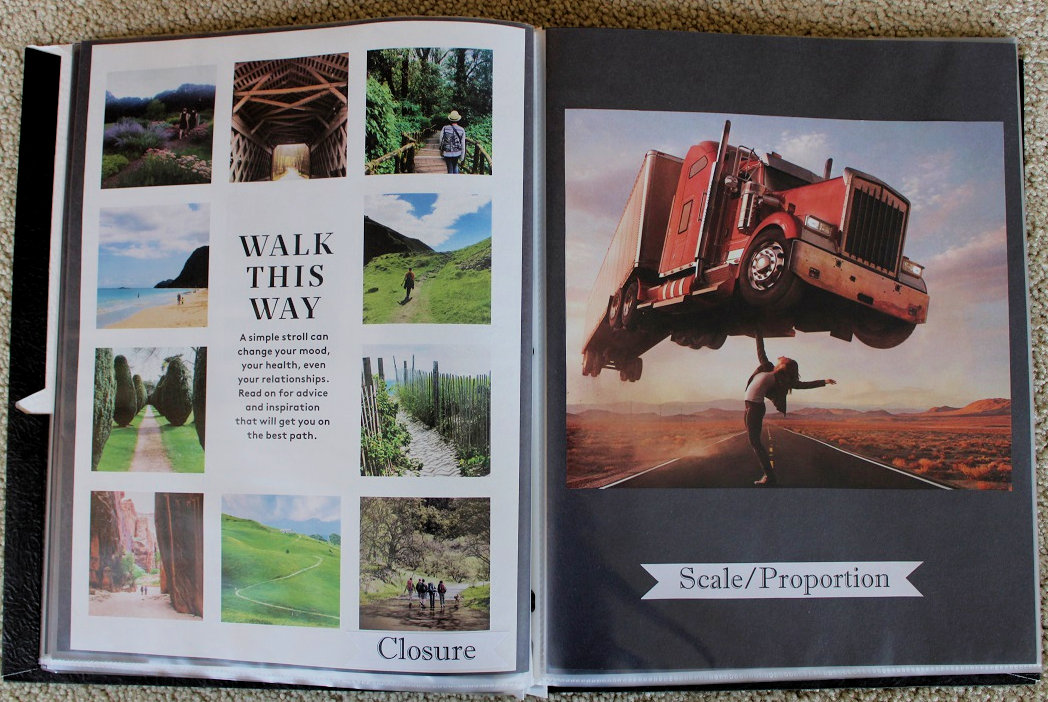 WALK
THIS
WAY
A simple stroll can
change your mood,
your health, even
your relationships.
Read on for advice
and inspiration
that will get you on
the best path.
Closure
Scale/Proportion